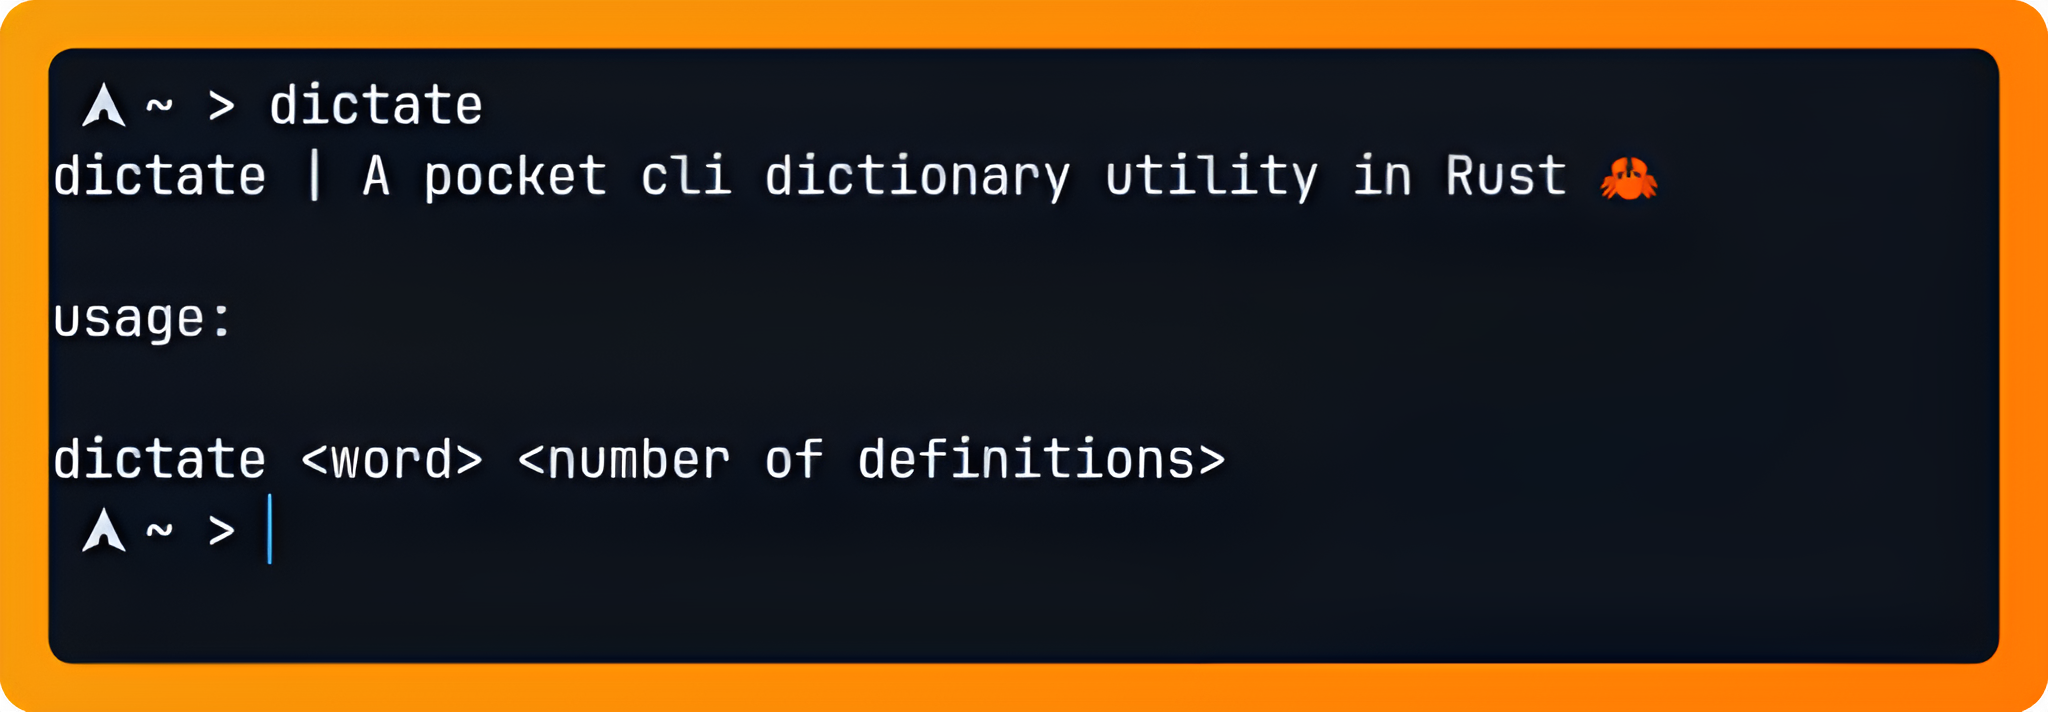 ~ > dictate
dictate | A pocket cli dictionary utility in Rust 🦀
usage:
dictate <word> <number of definitions>
~ >